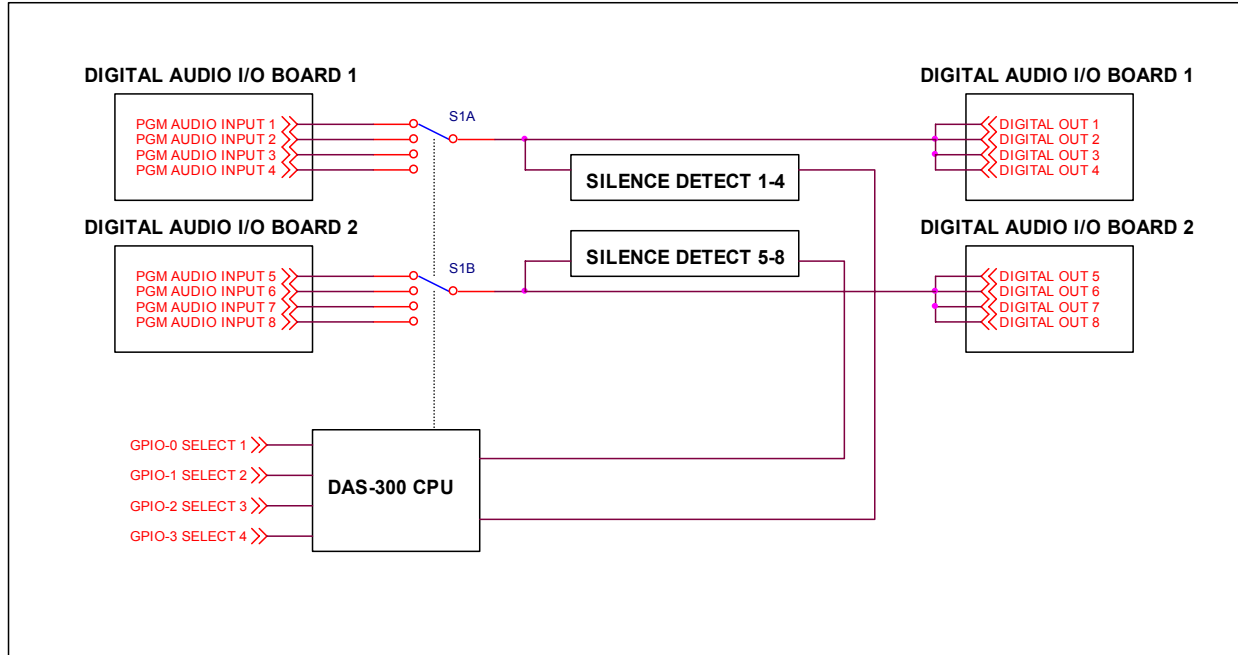 DIGITAL AUDIO I/O BOARD 1
PGM AUDIO INPUT 1
PGM AUDIO INPUT 2
PGM AUDIO INPUT 3
PGM AUDIO INPUT 4
S1A
SILENCE DETECT 1-4
DIGITAL AUDIO I/O BOARD 1
DIGITAL OUT 1
DIGITAL OUT 2
DIGITAL OUT 3
DIGITAL OUT 4
DIGITAL AUDIO I/O BOARD 2
PGM AUDIO INPUT 5
PGM AUDIO INPUT 6
PGM AUDIO INPUT 7
PGM AUDIO INPUT 8
S1B
SILENCE DETECT 5-8
DIGITAL AUDIO I/O BOARD 2
DIGITAL OUT 5
DIGITAL OUT 6
DIGITAL OUT 7
DIGITAL OUT 8
GPIO-0 SELECT 1
GPIO-1 SELECT 2
GPIO-2 SELECT 3
GPIO-3 SELECT 4
DAS-300 CPU